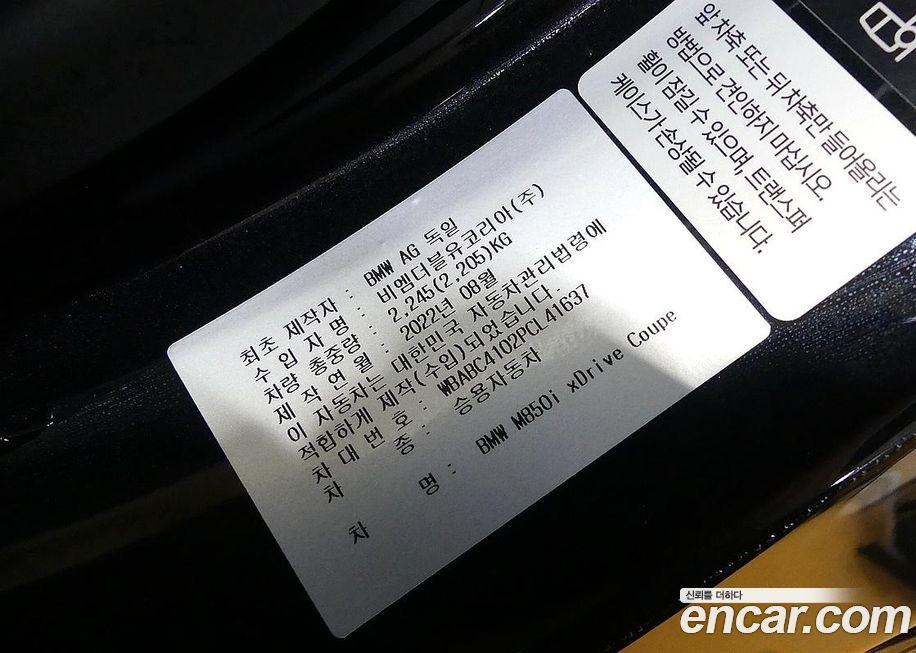 최초 제작자 : BMW AG 독일
수 입 자 명 : 비엠더블유코리아(주)
차량 총중량 : 2,245(2,205)KG
제 작 연 월 : 2022년 08월
이 자동차는 대한민국 자동차관리법령에
적합하게 제작(수입)되었습니다.
차 대 번 호 : WBABC4102PCL41637
차 종 : 승용자동차
차 명 : BMW M850i xDrive Coupe
앞 차축 또는 뒤 차축만 들어올리는
방법으로 견인하지 마십시오.
휠이 잠길 수 있으며, 트랜스퍼
케이스가 손상될 수 있습니다.
신뢰를 더하다
encar.com